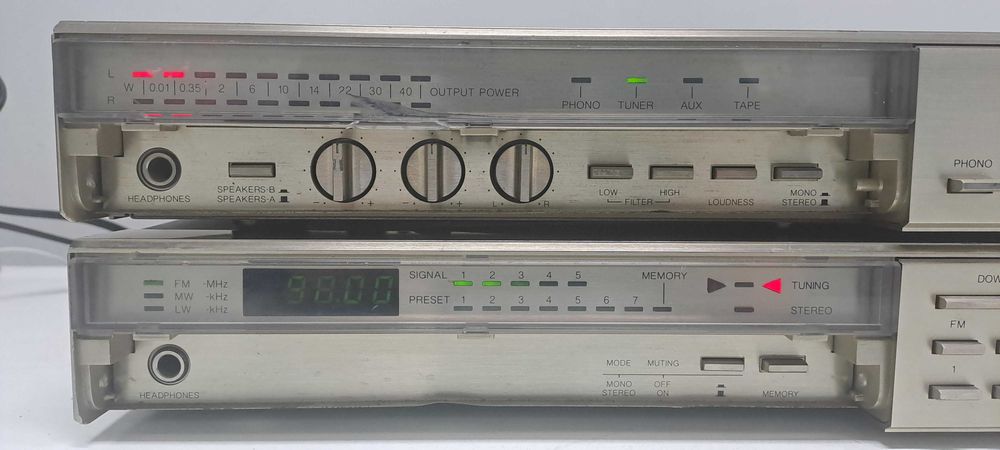 L
W 0.01 0.35 2 6 10 14 22 30 40 OUTPUT POWER
R
PHONO TUNER AUX TAPE
HEADPHONES
SPEAKERS-B
SPEAKERS-A
- +
- +
L R
LOW HIGH
FILTER
LOUDNESS
MONO
STEREO
PHONO
FM -MHz
MW -kHz
LW -kHz
98.00
SIGNAL 1 2 3 4 5
PRESET 1 2 3 4 5 6 7
MEMORY
TUNING
STEREO
HEADPHONES
MODE MUTING
MONO OFF
STEREO ON
MEMORY
DOW
FM
1